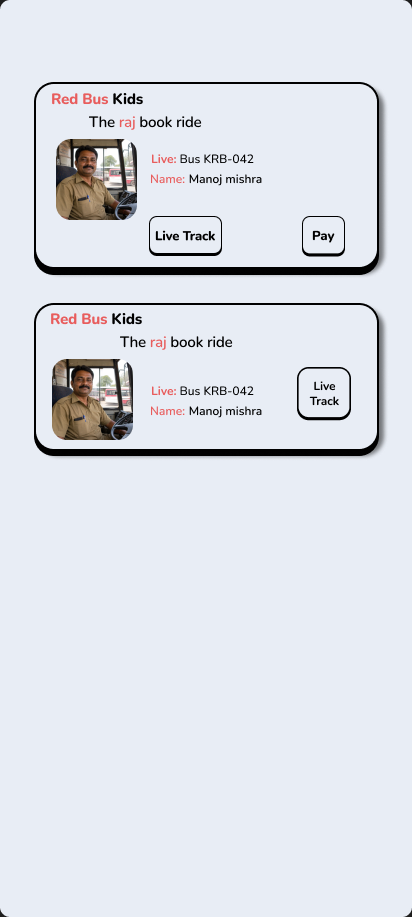 Red Bus Kids
The raj book ride
Live: Bus KRB-042
Name: Manoj mishra
Live Track
Pay
Red Bus Kids
The raj book ride
Live: Bus KRB-042
Name: Manoj mishra
Live
Track